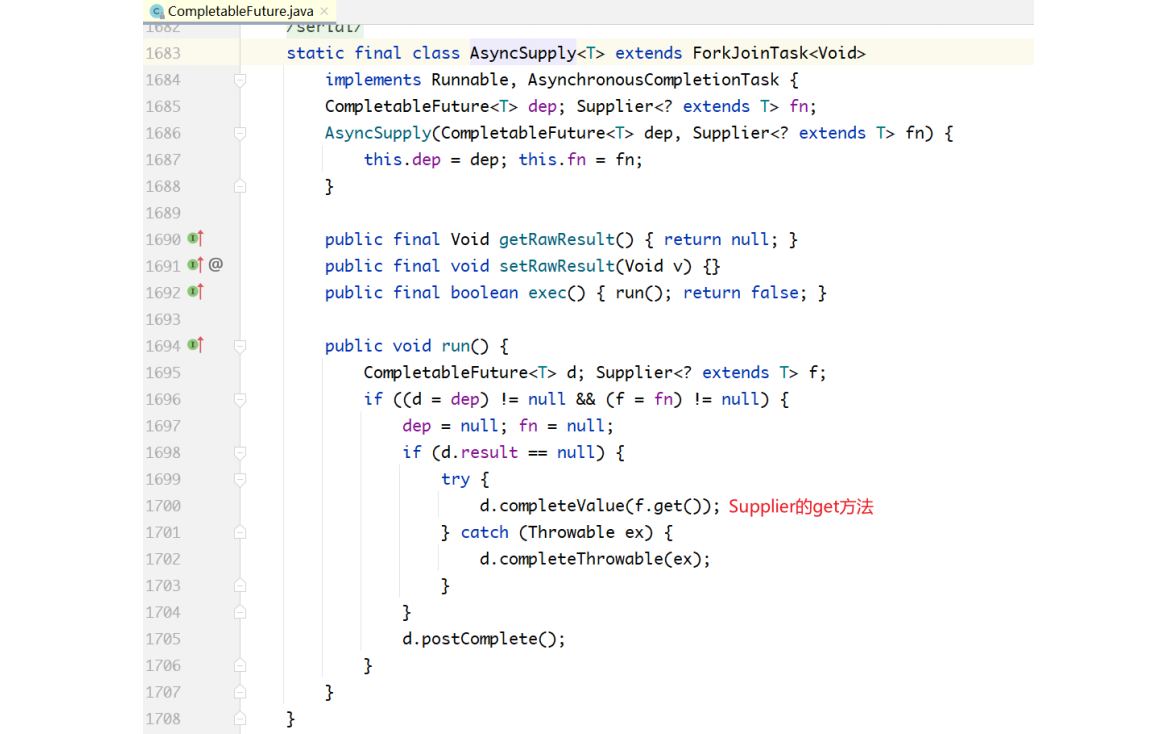 CompletableFuture.java ×
1682 /serial/
1683 static final class AsyncSupply<T> extends ForkJoinTask<Void>
1684 implements Runnable, AsynchronousCompletionTask {
1685 CompletableFuture<T> dep; Supplier<? extends T> fn;
1686 AsyncSupply(CompletableFuture<T> dep, Supplier<? extends T> fn) {
1687 this.dep = dep; this.fn = fn;
1688 }
1689
1690 public final Void getRawResult() { return null; }
1691 @ public final void setRawResult(Void v) {}
1692 public final boolean exec() { run(); return false; }
1693
1694 public void run() {
1695 CompletableFuture<T> d; Supplier<? extends T> f;
1696 if ((d = dep) != null && (f = fn) != null) {
1697 dep = null; fn = null;
1698 if (d.result == null) {
1699 try {
1700 d.completeValue(f.get()); Supplier的get方法
1701 } catch (Throwable ex) {
1702 d.completeThrowable(ex);
1703 }
1704 }
1705 d.postComplete();
1706 }
1707 }
1708 }